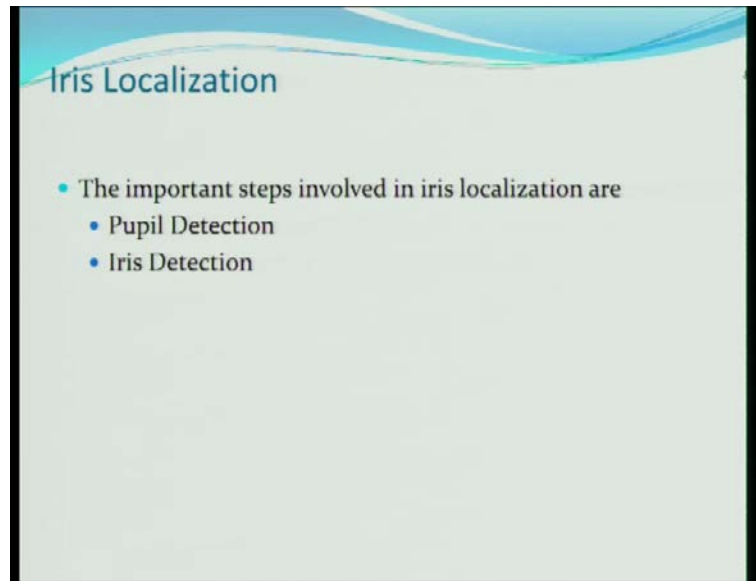 Iris Localization
• The important steps involved in iris localization are
• Pupil Detection
• Iris Detection